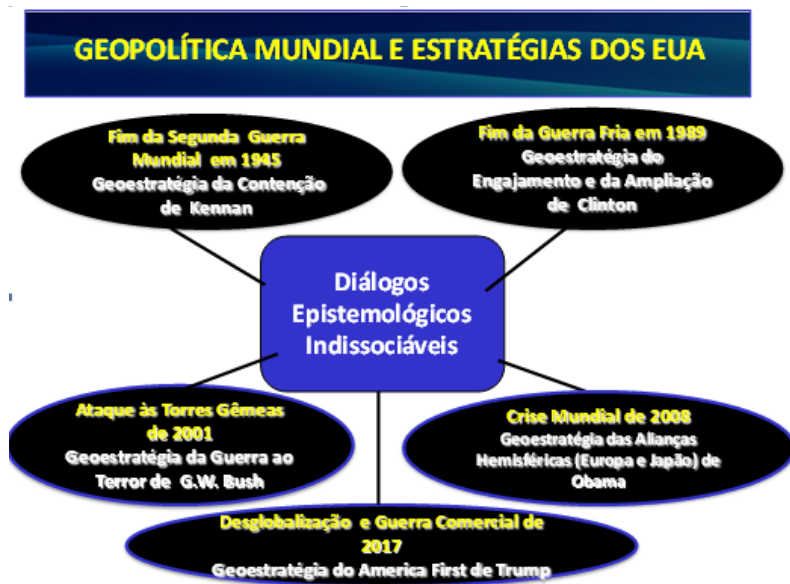 GEOPOLÍTICA MUNDIAL E ESTRATÉGIAS DOS EUA
Fim da Segunda Guerra
Mundial em 1945
Geoestratégia da Contenção
de Kennan
Fim da Guerra Fria em 1989
Geoestratégia do
Engajamento e da Ampliação
de Clinton
Diálogos
Epistemológicos
Indissociáveis
Ataque às Torres Gêmeas
de 2001
Geoestratégia da Guerra ao
Terror de G.W. Bush
Crise Mundial de 2008
Geoestratégia das Alianças
Hemisféricas (Europa e Japão) de
Obama
Desglobalização e Guerra Comercial de
2017
Geoestratégia do America First de Trump